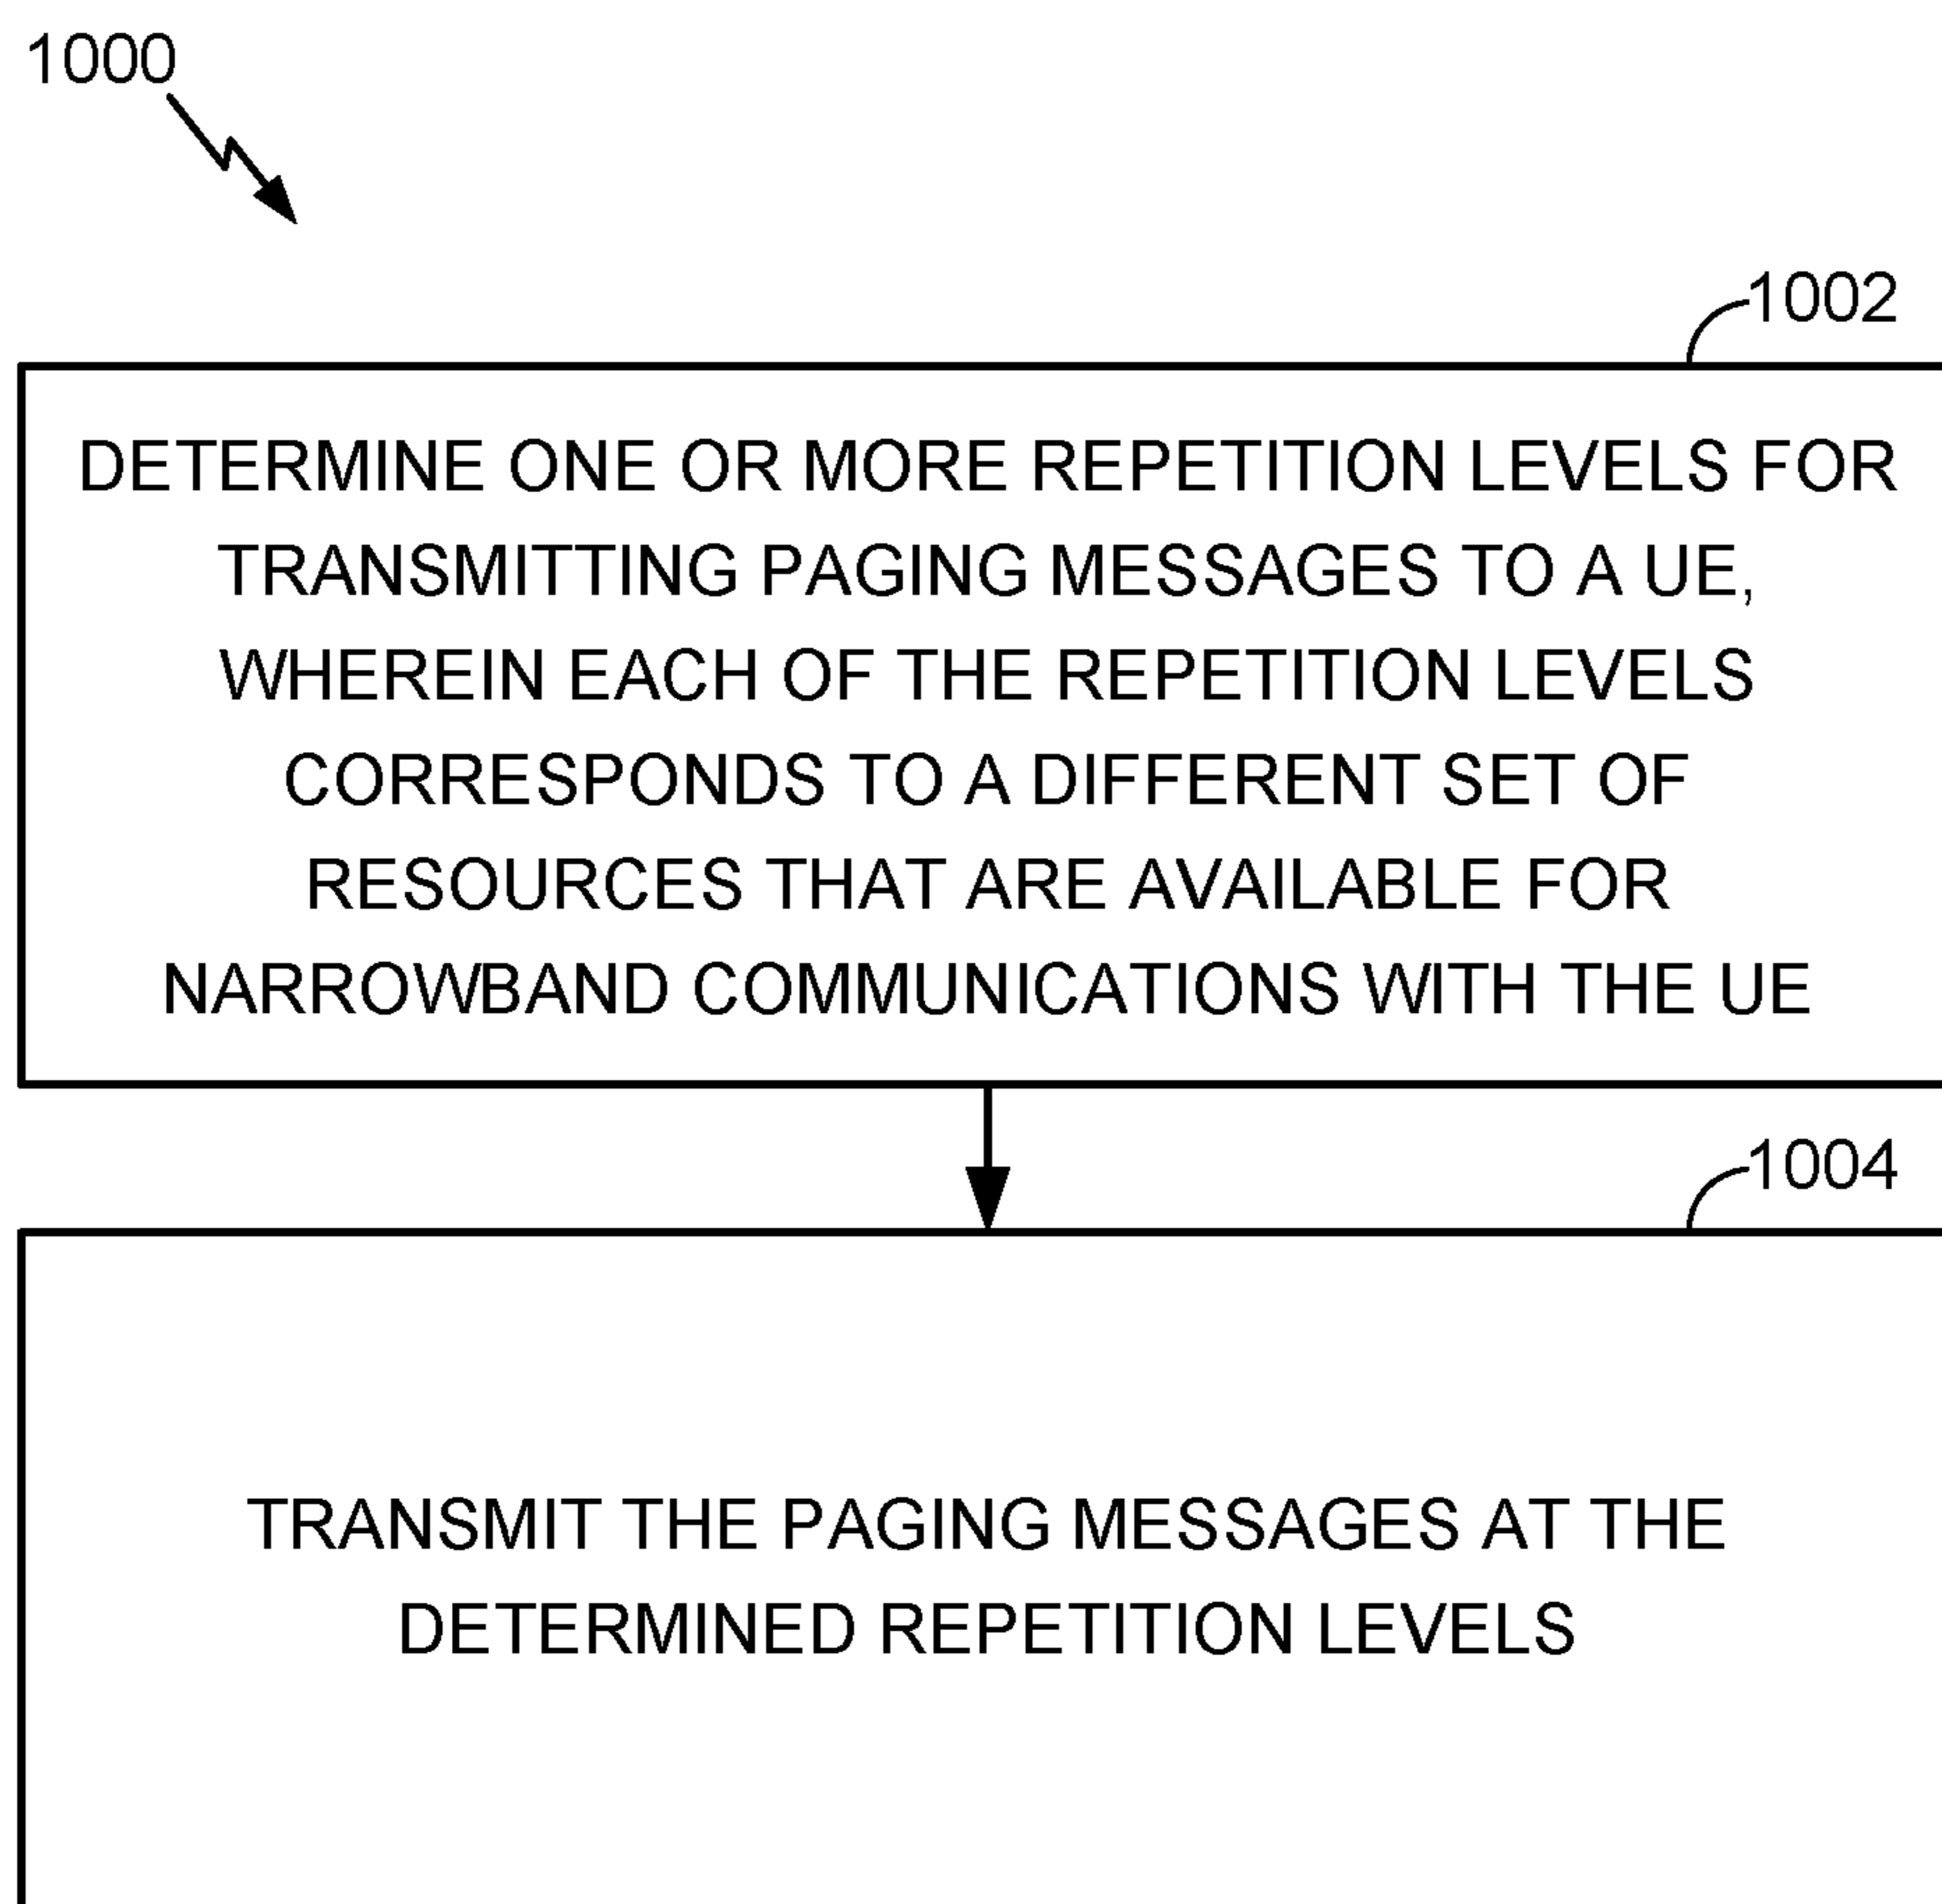 1000
1002
DETERMINE ONE OR MORE REPETITION LEVELS FOR
TRANSMITTING PAGING MESSAGES TO A UE,
WHEREIN EACH OF THE REPETITION LEVELS
CORRESPONDS TO A DIFFERENT SET OF
RESOURCES THAT ARE AVAILABLE FOR
NARROWBAND COMMUNICATIONS WITH THE UE
1004
TRANSMIT THE PAGING MESSAGES AT THE
DETERMINED REPETITION LEVELS